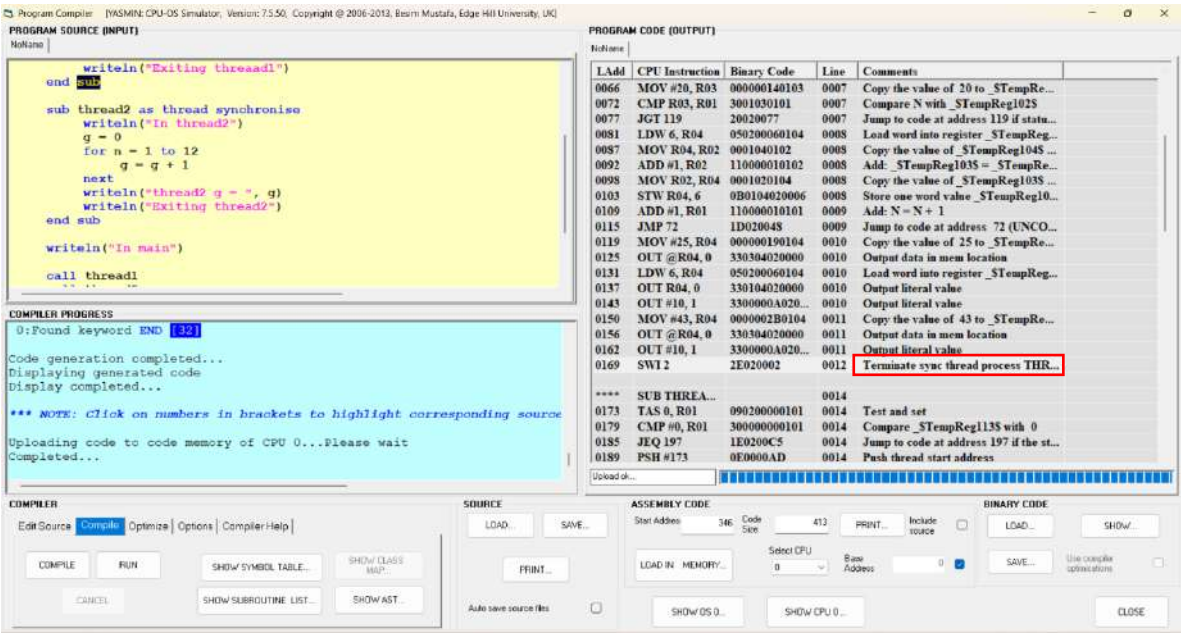 Program Compiler [YASMIN: CPU-OS Simulator, Version: 7.5.50, Copyright @ 2006-2013, Besim Mustafa, Edge Hill University, UK]
PROGRAM SOURCE (INPUT)
NoName
writeln("Exiting threaad1")
end sub
sub thread2 as thread synchronise
writeln("In thread2")
g = 0
for n = 1 to 12
g = g + 1
next
writeln("thread2 g = ", g)
writeln("Exiting thread2")
end sub
writeln("In main")
call thread1
COMPILER PROGRESS
0:Found keyword END [32]
Code generation completed...
Displaying generated code
Display completed...
*** NOTE: Click on numbers in brackets to highlight corresponding source
Uploading code to code memory of CPU 0...Please wait
Completed...
PROGRAM CODE (OUTPUT)
NoName
LAdd CPU Instruction Binary Code Line Comments
0066 MOV #20, R03 000000140103 0007 Copy the value of 20 to _$TempRe...
0072 CMP R03, R01 3001030101 0007 Compare N with _$TempReg102$
0077 JGT 119 20020077 0007 Jump to code at address 119 if statu...
0081 LDW 6, R04 050200060104 0008 Load word into register _$TempReg...
0087 MOV R04, R02 0001040102 0008 Copy the value of _$TempReg104$ ...
0092 ADD #1, R02 110000010102 0008 Add: _$TempReg103$ = _$TempRe...
0098 MOV R02, R04 0001020104 0008 Copy the value of _$TempReg103$ ...
0103 STW R04, 6 0B0104020006 0008 Store one word value _$TempReg10...
0109 ADD #1, R01 110000010101 0009 Add: N = N + 1
0115 JMP 72 1D020048 0009 Jump to code at address 72 (UNCO...
0119 MOV #25, R04 000000190104 0010 Copy the value of 25 to _$TempRe...
0125 OUT @R04, 0 330304020000 0010 Output data in mem location
0131 LDW 6, R04 050200060104 0010 Load word into register _$TempReg...
0137 OUT R04, 0 330104020000 0010 Output literal value
0143 OUT #10, 1 3300000A020... 0010 Output literal value
0150 MOV #43, R04 0000002B0104 0011 Copy the value of 43 to _$TempRe...
0156 OUT @R04, 0 330304020000 0011 Output data in mem location
0162 OUT #10, 1 3300000A020... 0011 Output literal value
0169 SWI 2 2E020002 0012 Terminate sync thread process THR...
**** SUB THREA... 0014
0173 TAS 0, R01 090200000101 0014 Test and set
0179 CMP #0, R01 300000000101 0014 Compare _$TempReg113$ with 0
0185 JEQ 197 1E0200C5 0014 Jump to code at address 197 if the st...
0189 PSH #173 0E0000AD 0014 Push thread start address
Upload ok...
COMPILER
Edit Source Compile Optimize Options Compiler Help
COMPILE RUN SHOW SYMBOL TABLE... SHOW CLASS MAP...
CANCEL SHOW SUBROUTINE LIST... SHOW AST...
SOURCE
LOAD... SAVE...
PRINT...
Auto save source files
ASSEMBLY CODE
Start Address 346 Code Size 413 PRINT... Include source
LOAD IN MEMORY... Select CPU 0 Base Address 0
SHOW OS 0... SHOW CPU 0...
BINARY CODE
LOAD... SHOW...
SAVE... Use compiler optimizations
CLOSE